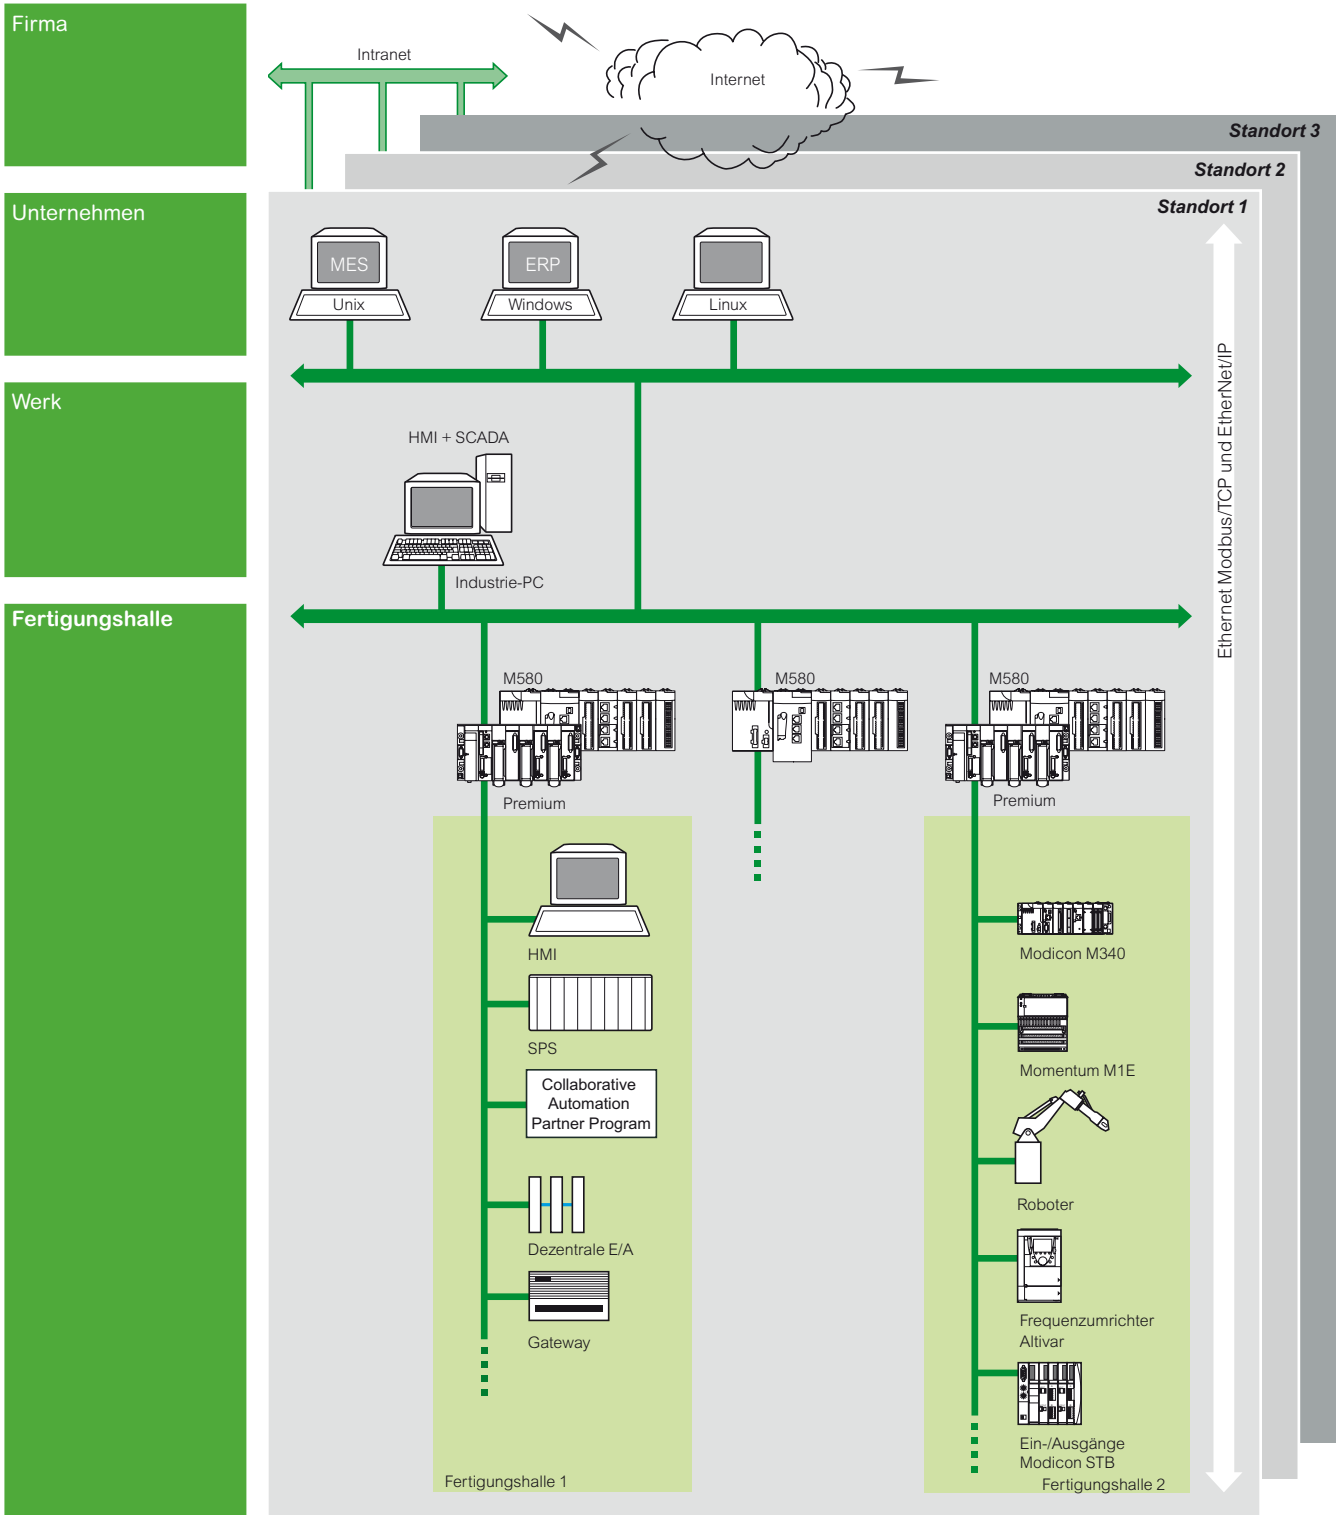 Firma
Intranet
Internet
Standort 3
Standort 2
Standort 1
Unternehmen
MES
Unix
ERP
Windows
Linux
Werk
HMI + SCADA
Industrie-PC
Ethernet Modbus/TCP und EtherNet/IP
Fertigungshalle
M580
M580
M580
Premium
Premium
HMI
SPS
Collaborative
Automation
Partner Program
Dezentrale E/A
Gateway
Fertigungshalle 1
Modicon M340
Momentum M1E
Roboter
Frequenzumrichter
Altivar
Ein-/Ausgänge
Modicon STB
Fertigungshalle 2